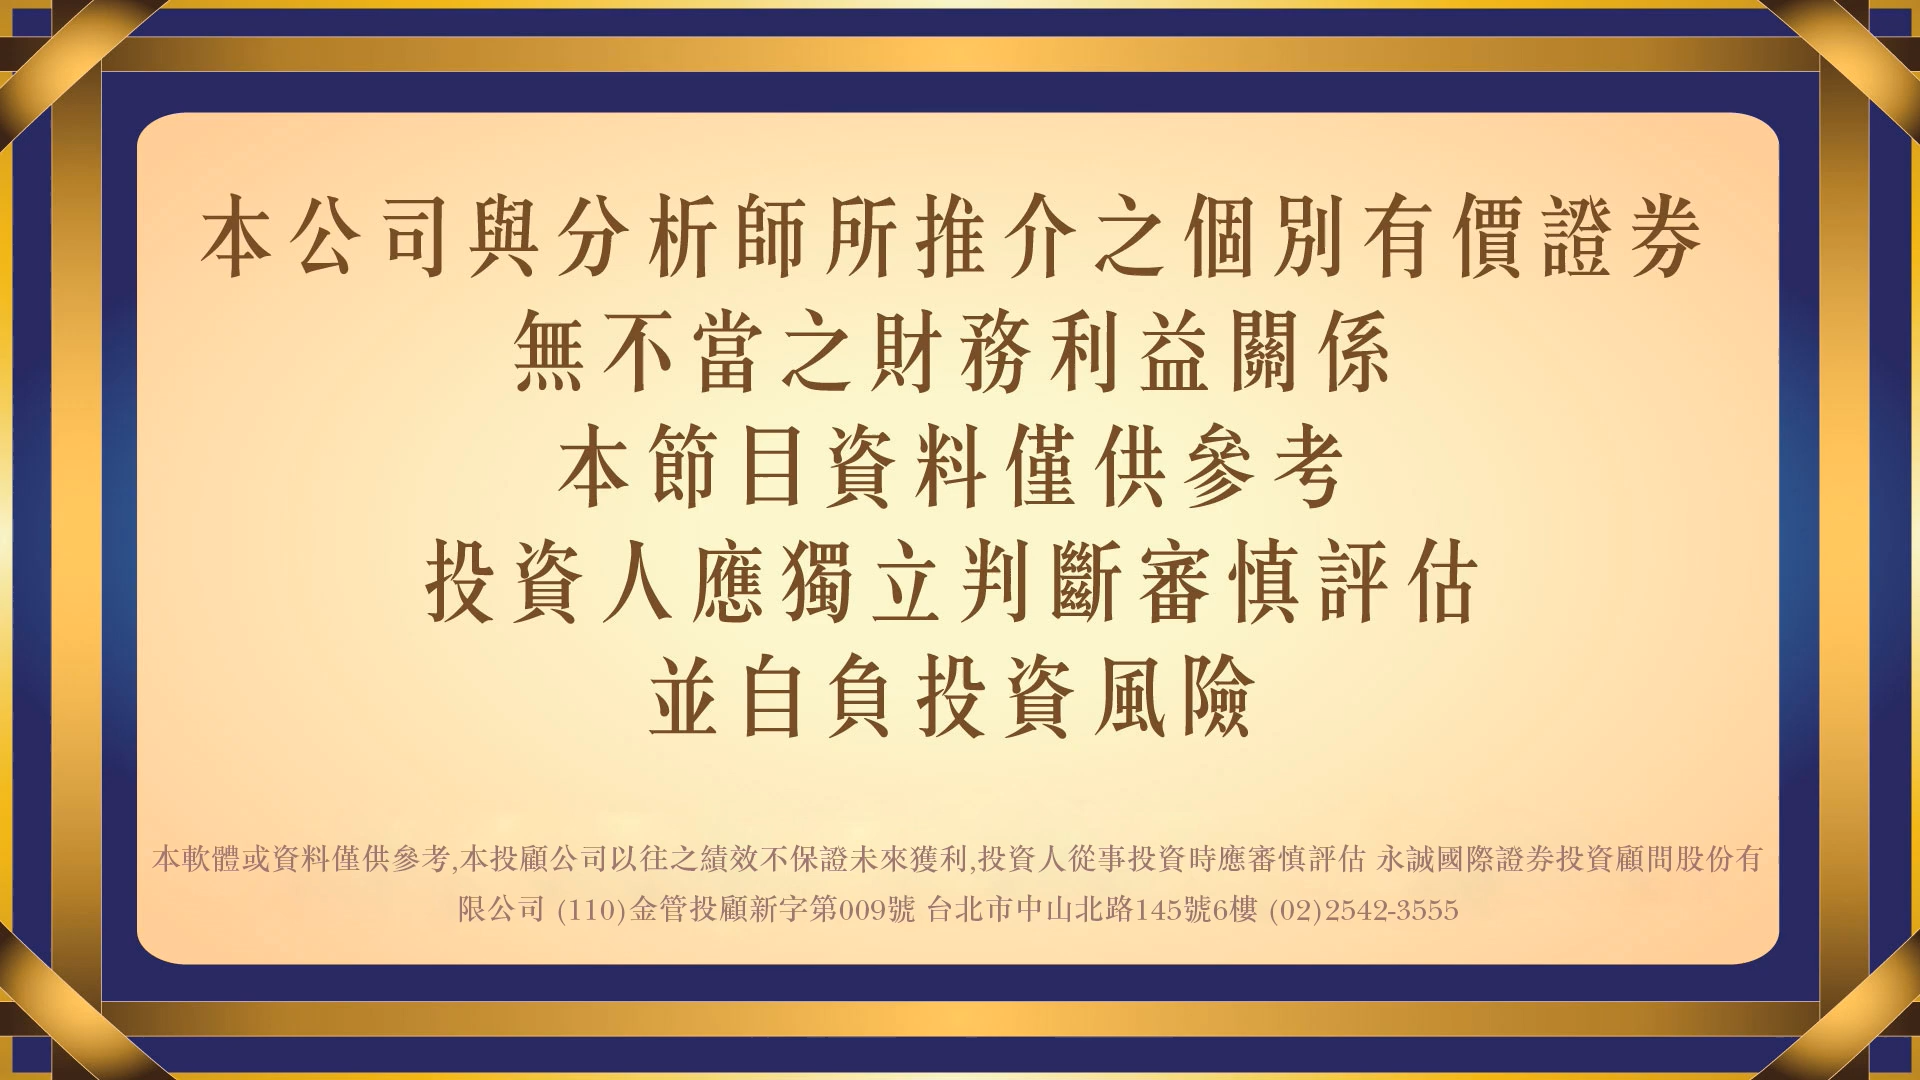 本公司與分析師所推介之個別有價證券
無不當之財務利益關係
本節目資料僅供參考
投資人應獨立判斷審慎評估
並自負投資風險
本軟體或資料僅供參考,本投顧公司以往之績效不保證未來獲利,投資人從事投資時應審慎評估 永誠國際證券投資顧問股份有
限公司 (110)金管投顧新字第009號 台北市中山北路145號6樓 (02)2542-3555